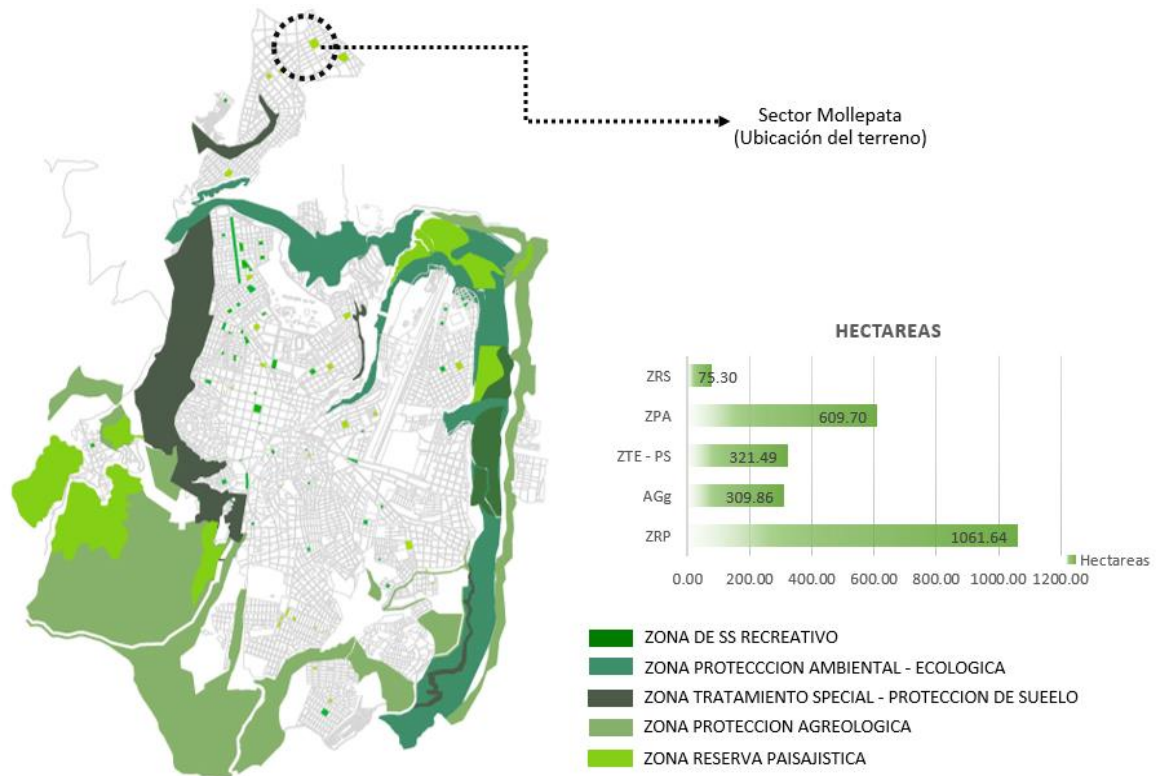 Sector Mollepata
(Ubicación del terreno)
HECTAREAS
ZRS 75.30
ZPA 609.70
ZTE - PS 321.49
AGg 309.86
ZRP 1061.64
Hectareas
0.00 200.00 400.00 600.00 800.00 1000.00 1200.00
ZONA DE SS RECREATIVO
ZONA PROTECCCION AMBIENTAL - ECOLOGICA
ZONA TRATAMIENTO SPECIAL - PROTECCION DE SUEELO
ZONA PROTECCION AGREOLOGICA
ZONA RESERVA PAISAJISTICA